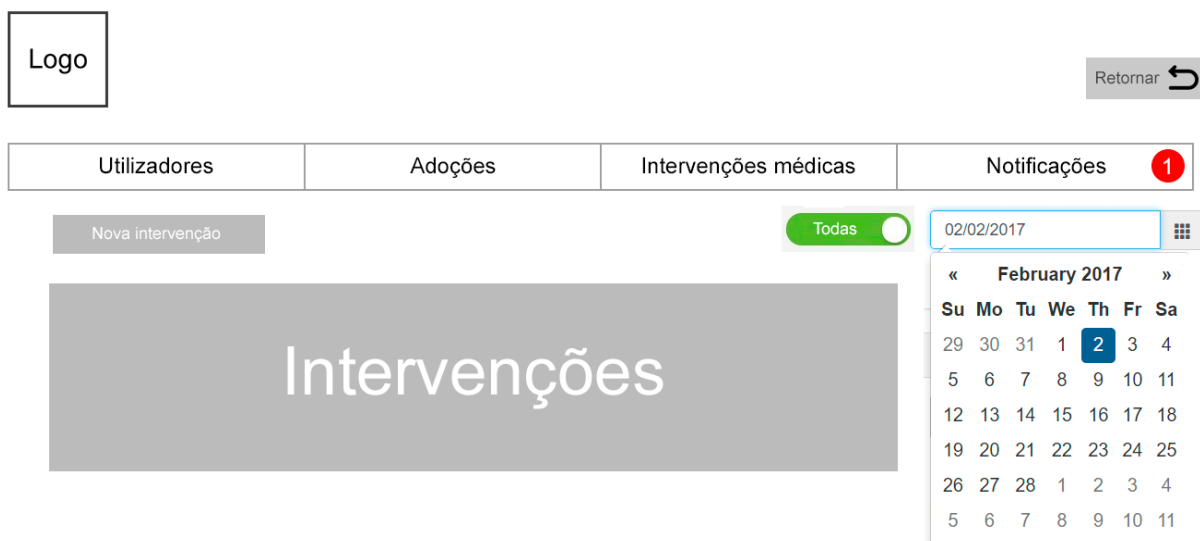 Logo
Retornar
Utilizadores Adoções Intervenções médicas Notificações 1
Nova intervenção Todas 02/02/2017
« February 2017 »
Su Mo Tu We Th Fr Sa
29 30 31 1 2 3 4
5 6 7 8 9 10 11
12 13 14 15 16 17 18
19 20 21 22 23 24 25
26 27 28 1 2 3 4
5 6 7 8 9 10 11
Intervenções